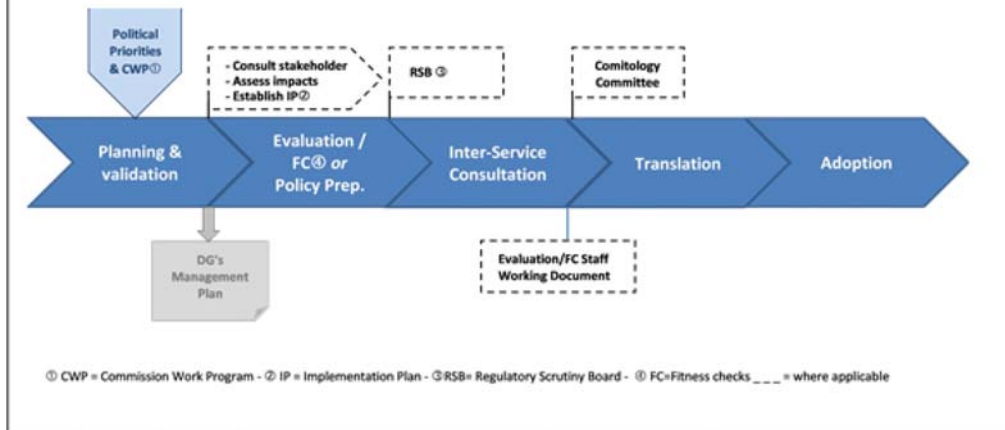 Political
Priorities
& CWP①
- Consult stakeholder
- Assess impacts
- Establish IP②
RSB ③
Comitology
Committee
Planning &
validation
Evaluation /
FC④ or
Policy Prep.
Inter-Service
Consultation
Translation
Adoption
DG's
Management
Plan
Evaluation/FC Staff
Working Document
① CWP = Commission Work Program - ② IP = Implementation Plan - ③RSB= Regulatory Scrutiny Board - ④ FC=Fitness checks _ _ _ = where applicable